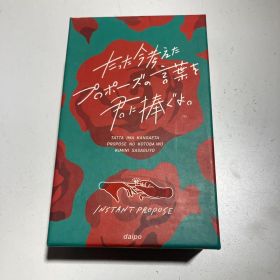 たった今考えた
プロポーズの言葉を
君に捧ぐよ。
TATTA IMA KANGAETA
PROPOSE NO KOTOBA WO
KIMINI SASAGUYO
INSTANT PROPOSE
daipo